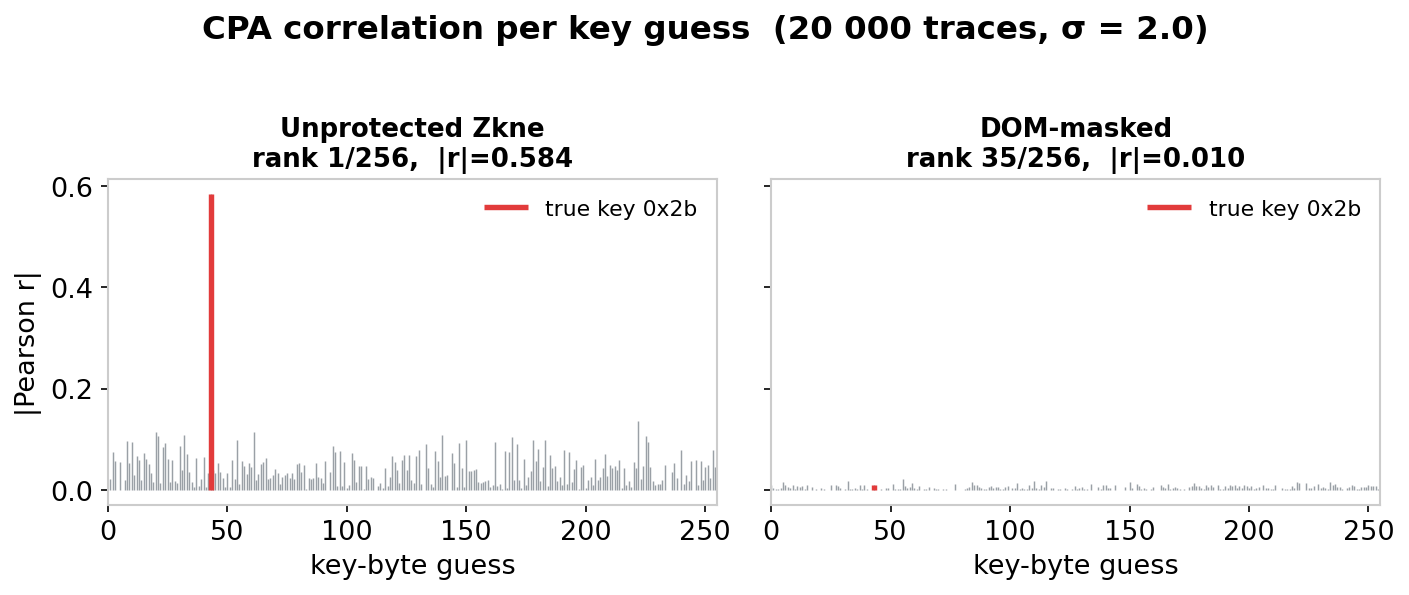 CPA correlation per key guess  (20 000 traces, σ = 2.0)
Unprotected Zkne
rank 1/256,  |r|=0.584
DOM-masked
rank 35/256,  |r|=0.010
true key 0x2b
true key 0x2b
|Pearson r|
0.6
0.4
0.2
0.0
0 50 100 150 200 250
0 50 100 150 200 250
key-byte guess
key-byte guess